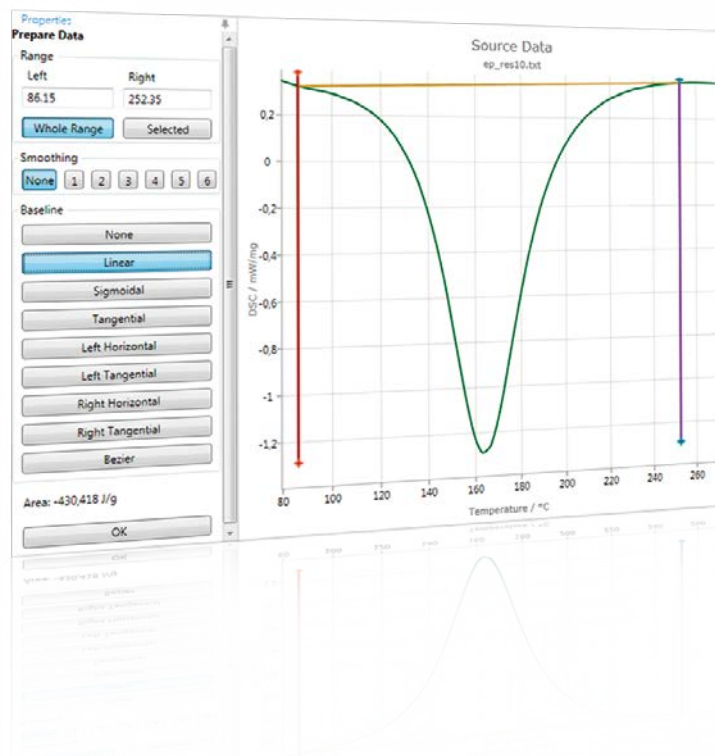 Properties
Prepare Data
Range
Left Right
86.15 252.35
Whole Range Selected
Smoothing
None 1 2 3 4 5 6
Baseline
None
Linear
Sigmoidal
Tangential
Left Horizontal
Left Tangential
Right Horizontal
Right Tangential
Bezier
Area: -430,418 J/g
OK
Source Data
ep_res10.txt
DSC / mW/mg
0,2
0
-0,2
-0,4
-0,6
-0,8
-1
-1,2
80 100 120 140 160 180 200 220 240 260
Temperature / °C